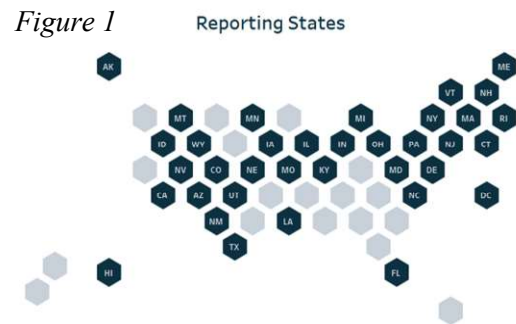 Figure 1
Reporting States
AK ME
VT NH
MT MN MI NY MA RI
ID WY IA IL IN OH PA NJ CT
NV CO NE MO KY MD DE
CA AZ UT NC DC
NM LA
TX
HI FL